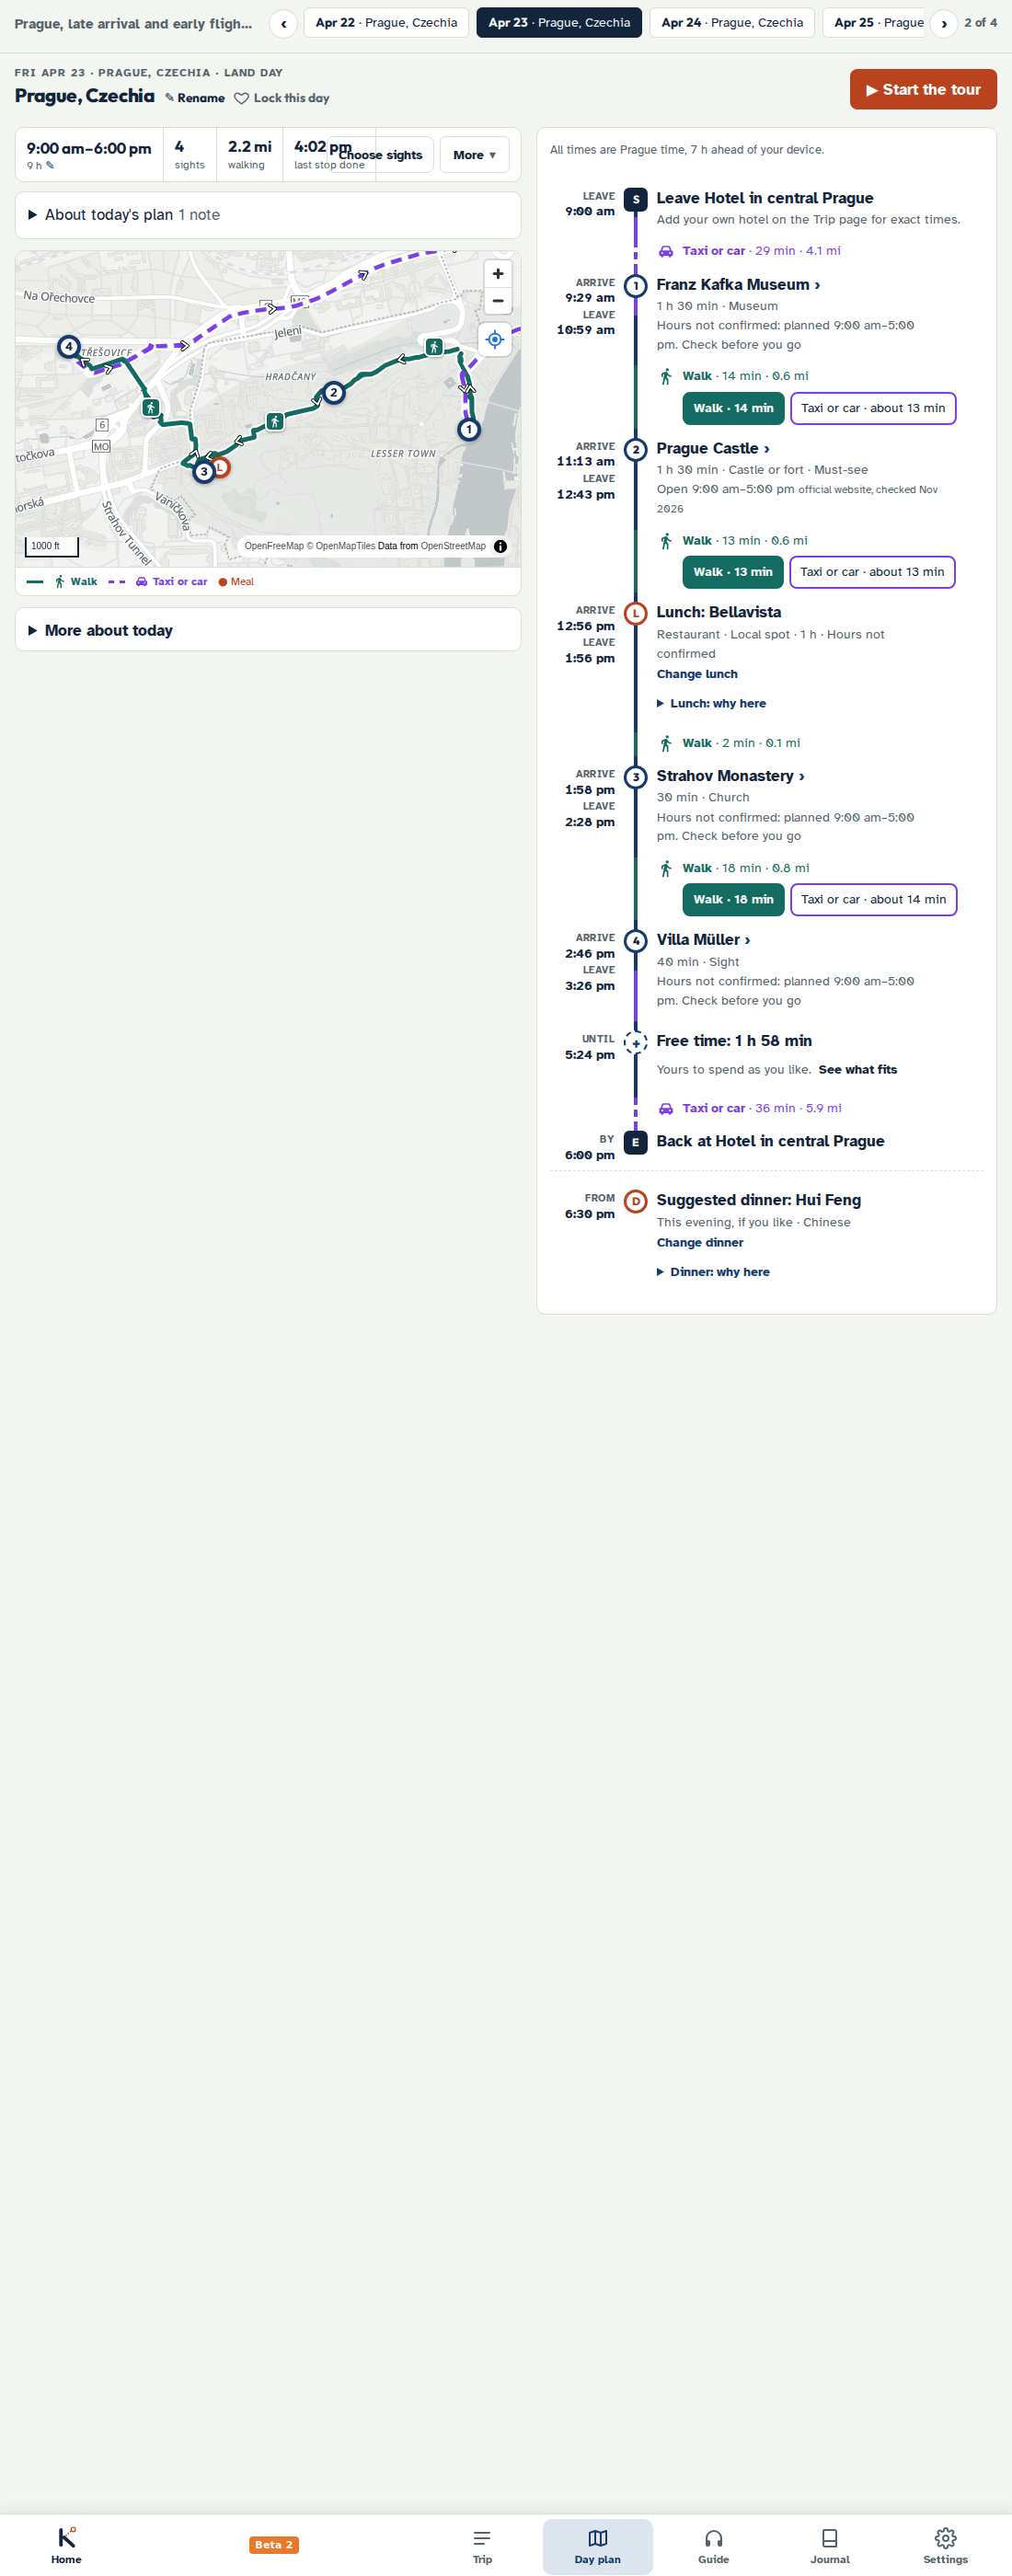 Prague, late arrival and early fligh...
‹
Apr 22 · Prague, Czechia
Apr 23 · Prague, Czechia
Apr 24 · Prague, Czechia
Apr 25 · Prague
›
2 of 4
FRI APR 23 · PRAGUE, CZECHIA · LAND DAY
Prague, Czechia
✎ Rename
Lock this day
▶ Start the tour
9:00 am–6:00 pm
9 h ✎
4
sights
2.2 mi
walking
4:02 pm
last stop done
Choose sights
More ▾
▶ About today's plan 1 note
Na Ořechovce
Jelení
TŘEŠOVICE
HRADČANY
LESSER TOWN
6
MO
Vaníčkova
Strahov Tunnel
4
2
1
3
L
+
−
1000 ft
OpenFreeMap © OpenMapTiles Data from OpenStreetMap
Walk
Taxi or car
Meal
▶ More about today
All times are Prague time, 7 h ahead of your device.
LEAVE
9:00 am
S
Leave Hotel in central Prague
Add your own hotel on the Trip page for exact times.
Taxi or car · 29 min · 4.1 mi
ARRIVE
9:29 am
LEAVE
10:59 am
1
Franz Kafka Museum ›
1 h 30 min · Museum
Hours not confirmed: planned 9:00 am–5:00
pm. Check before you go
Walk · 14 min · 0.6 mi
Walk · 14 min
Taxi or car · about 13 min
ARRIVE
11:13 am
LEAVE
12:43 pm
2
Prague Castle ›
1 h 30 min · Castle or fort · Must-see
Open 9:00 am–5:00 pm official website, checked Nov
2026
Walk · 13 min · 0.6 mi
Walk · 13 min
Taxi or car · about 13 min
ARRIVE
12:56 pm
LEAVE
1:56 pm
L
Lunch: Bellavista
Restaurant · Local spot · 1 h · Hours not
confirmed
Change lunch
▶ Lunch: why here
Walk · 2 min · 0.1 mi
ARRIVE
1:58 pm
LEAVE
2:28 pm
3
Strahov Monastery ›
30 min · Church
Hours not confirmed: planned 9:00 am–5:00
pm. Check before you go
Walk · 18 min · 0.8 mi
Walk · 18 min
Taxi or car · about 14 min
ARRIVE
2:46 pm
LEAVE
3:26 pm
4
Villa Müller ›
40 min · Sight
Hours not confirmed: planned 9:00 am–5:00
pm. Check before you go
UNTIL
5:24 pm
+
Free time: 1 h 58 min
Yours to spend as you like. See what fits
Taxi or car · 36 min · 5.9 mi
BY
6:00 pm
E
Back at Hotel in central Prague
FROM
6:30 pm
D
Suggested dinner: Hui Feng
This evening, if you like · Chinese
Change dinner
▶ Dinner: why here
Home
Beta 2
Trip
Day plan
Guide
Journal
Settings